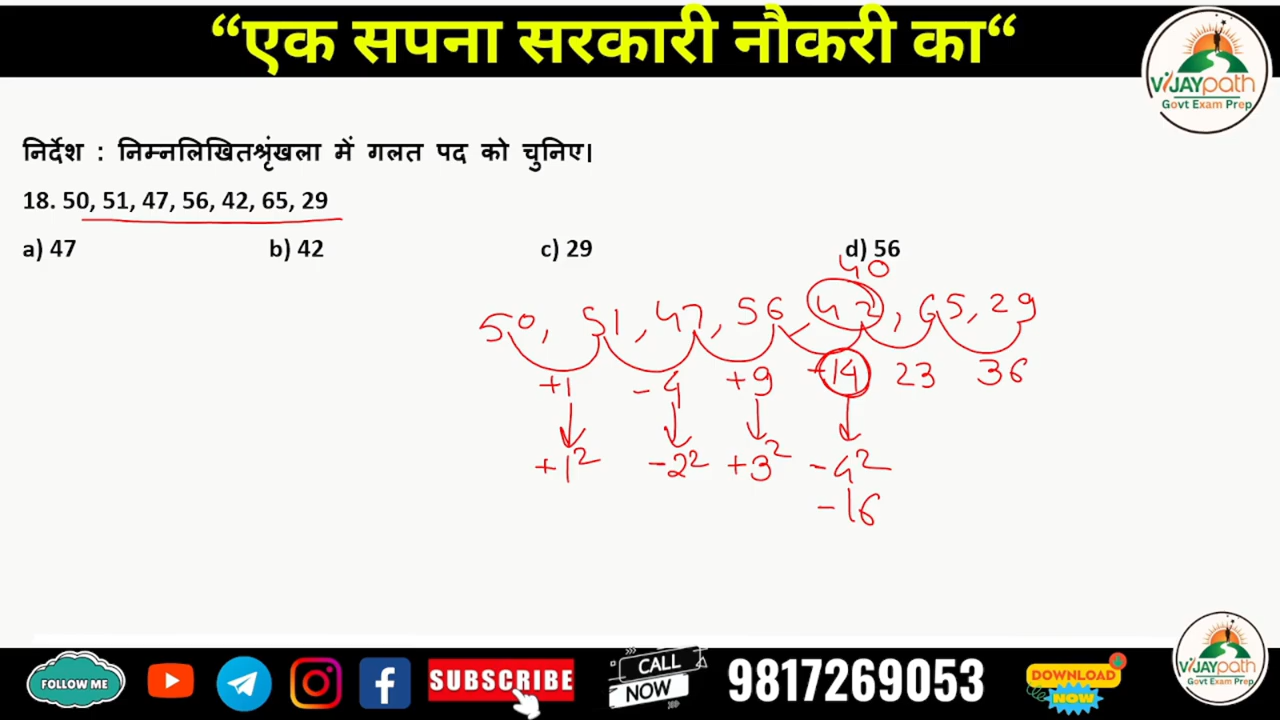 “एक सपना सरकारी नौकरी का“
VIJAYpath
Govt Exam Prep
निर्देश : निम्नलिखितश्रृंखला में गलत पद को चुनिए।
18. 50, 51, 47, 56, 42, 65, 29
a) 47 b) 42 c) 29 d) 56
40
50, 51, 47, 56, 42, 65, 29
+1 -4 +9 -14 23 36
+1² -2² +3² -4²
-16
VIJAYpath
Govt Exam Prep
FOLLOW ME SUBSCRIBE CALL NOW 9817269053 DOWNLOAD NOW